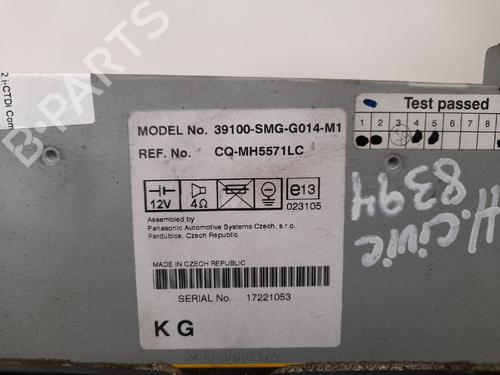 2 i-CTDi Com
B-PARTS
Test passed
1 2 3 4 5 6 7 8
MODEL No. 39100-SMG-G014-M1
REF. No. CQ-MH5571LC
12V 4Ω e13
023105
Assembled by
Panasonic Automotive Systems Czech, s.r.o.
Pardubice, Czech Republic
MADE IN CZECH REPUBLIC
SERIAL No. 17221053
KG
H.civic
8394